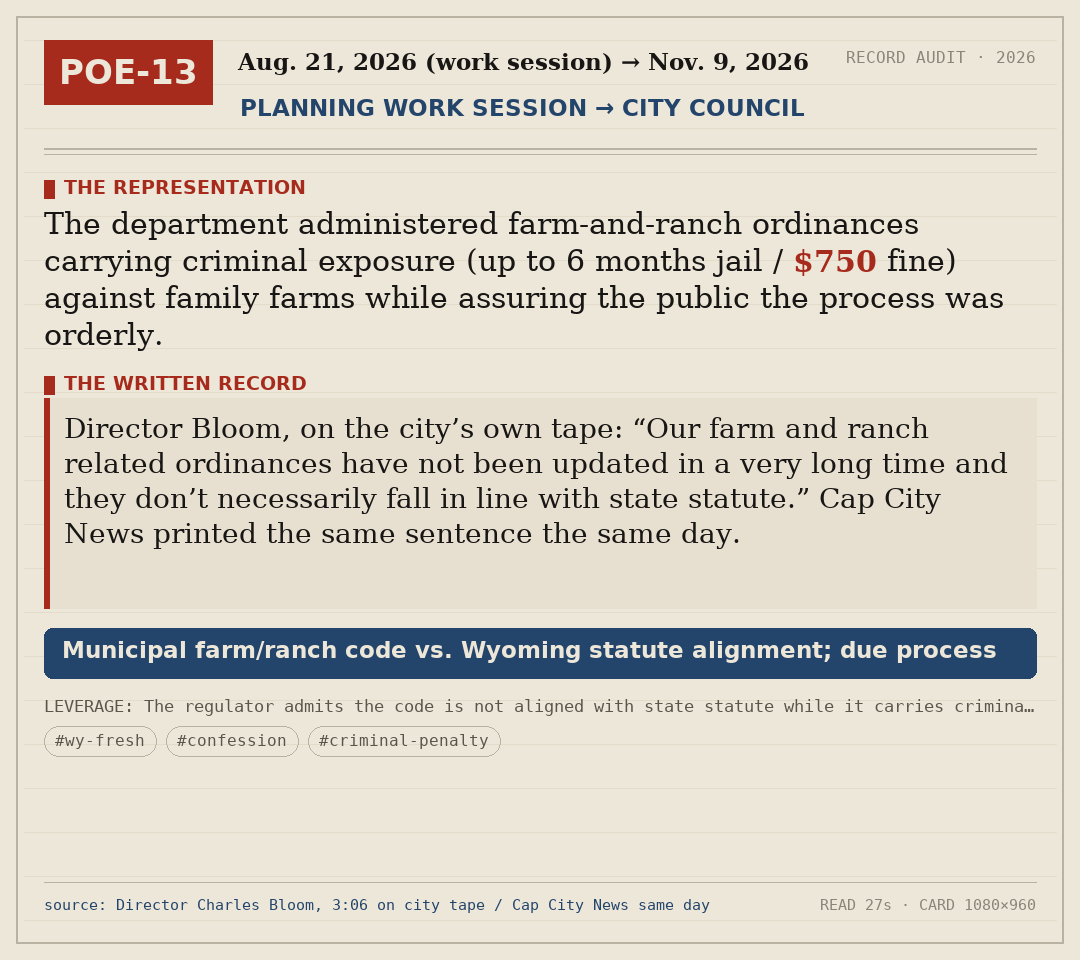 POE-13
Aug. 21, 2026 (work session) → Nov. 9, 2026
RECORD AUDIT · 2026
PLANNING WORK SESSION → CITY COUNCIL
THE REPRESENTATION
The department administered farm-and-ranch ordinances
carrying criminal exposure (up to 6 months jail / $750 fine)
against family farms while assuring the public the process was
orderly.
THE WRITTEN RECORD
Director Bloom, on the city’s own tape: “Our farm and ranch
related ordinances have not been updated in a very long time and
they don’t necessarily fall in line with state statute.” Cap City
News printed the same sentence the same day.
Municipal farm/ranch code vs. Wyoming statute alignment; due process
LEVERAGE: The regulator admits the code is not aligned with state statute while it carries crimina…
#wy-fresh #confession #criminal-penalty
source: Director Charles Bloom, 3:06 on city tape / Cap City News same day
READ 27s · CARD 1080×960